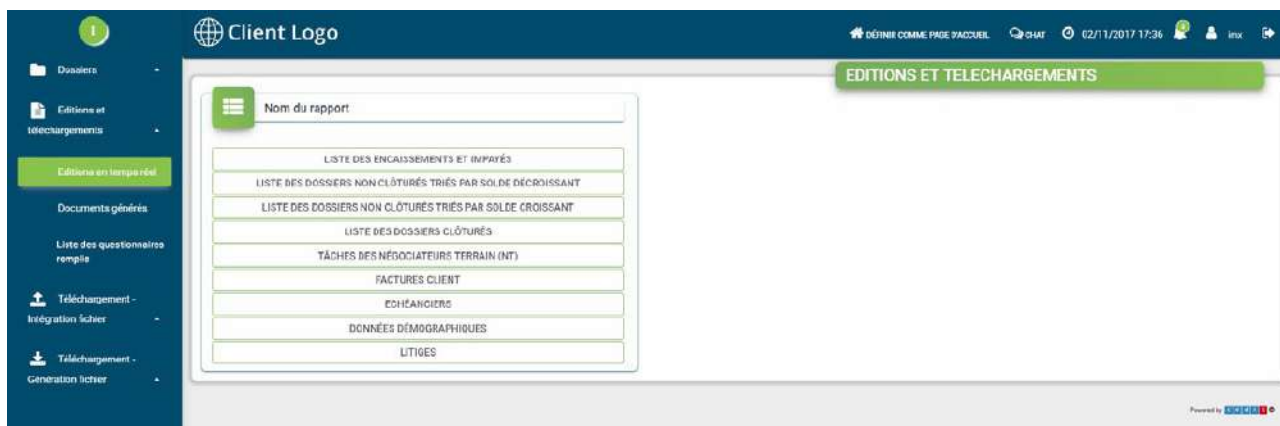 Client Logo
DÉFINIR COMME PAGE D'ACCUEIL
CHAT
02/11/2017 17:36
inx
Dossiers
Editions et
téléchargements
Editions en temps réel
Documents générés
Liste des questionnaires
remplis
Téléchargement -
Intégration fichier
Téléchargement -
Génération fichier
EDITIONS ET TELECHARGEMENTS
Nom du rapport
LISTE DES ENCAISSEMENTS ET IMPAYÉS
LISTE DES DOSSIERS NON CLÔTURÉS TRIÉS PAR SOLDE DÉCROISSANT
LISTE DES DOSSIERS NON CLÔTURÉS TRIÉS PAR SOLDE CROISSANT
LISTE DES DOSSIERS CLÔTURÉS
TÂCHES DES NÉGOCIATEURS TERRAIN (NT)
FACTURES CLIENT
ECHÉANCIERS
DONNÉES DÉMOGRAPHIQUES
LITIGES
Powered by